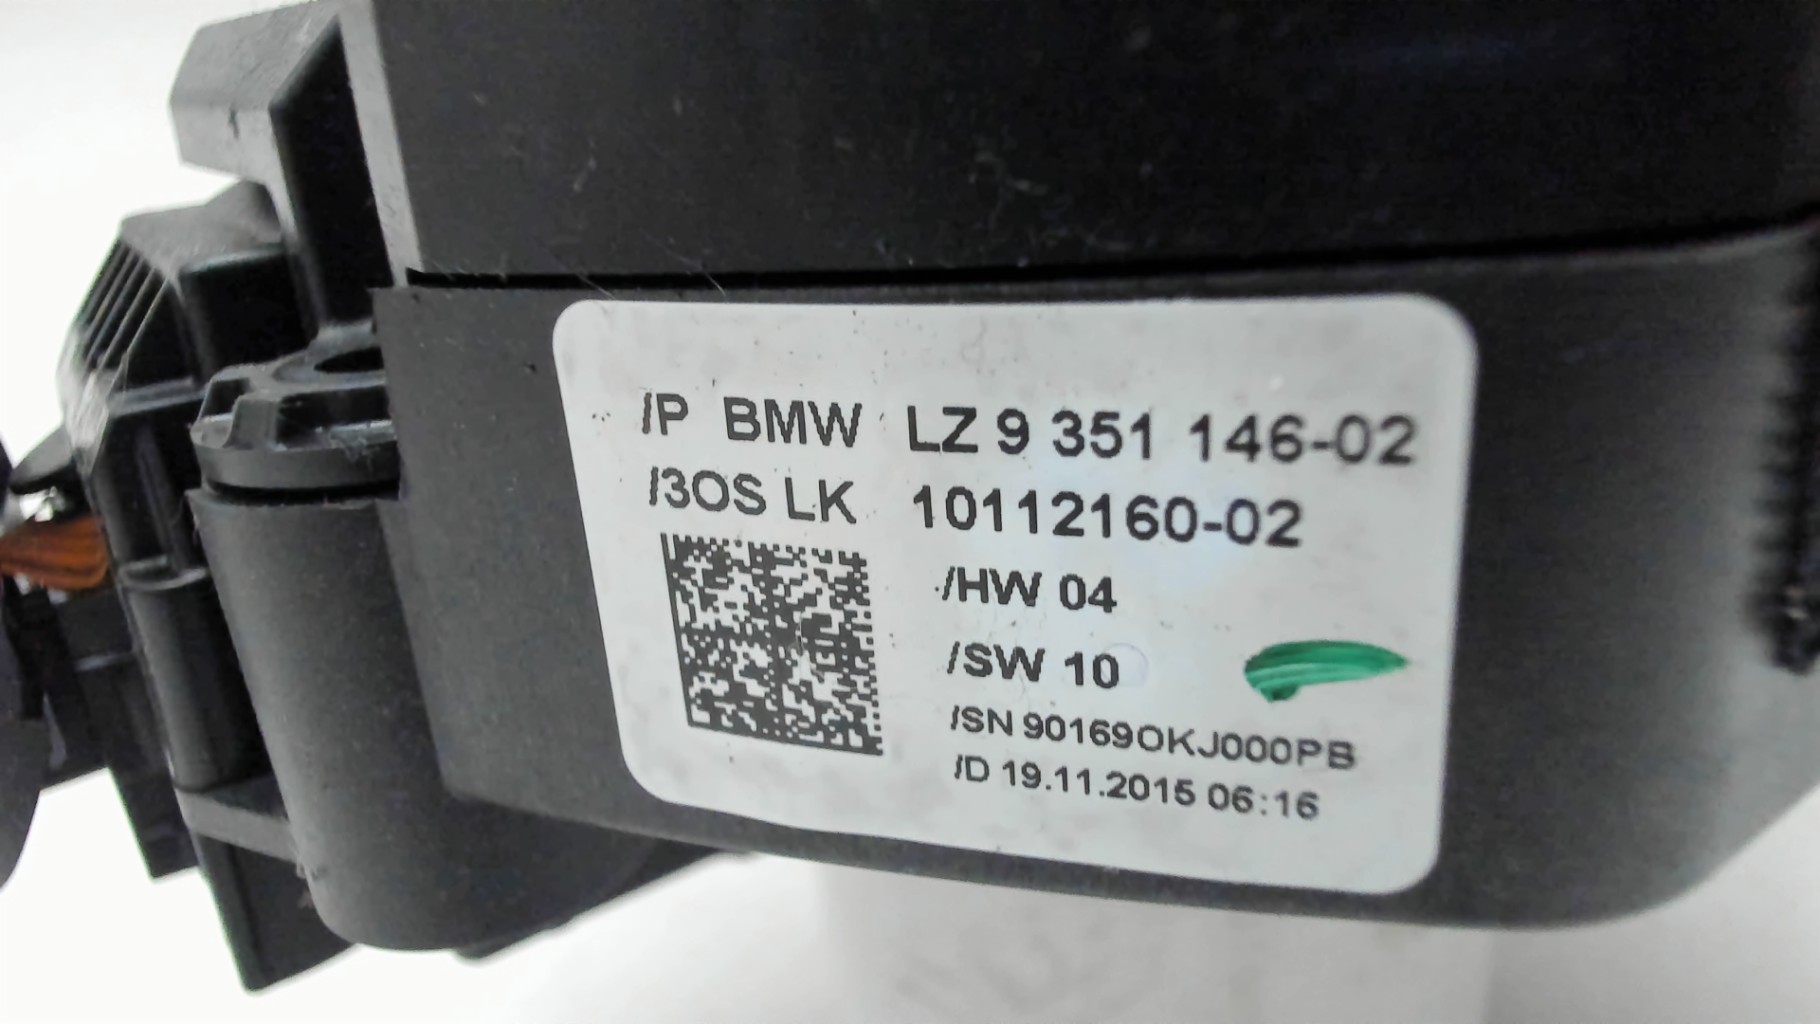 /P BMW LZ 9 351 146-02
/3OS LK 10112160-02
/HW 04
/SW 10
/SN 90169OKJ000PB
/D 19.11.2015 06:16